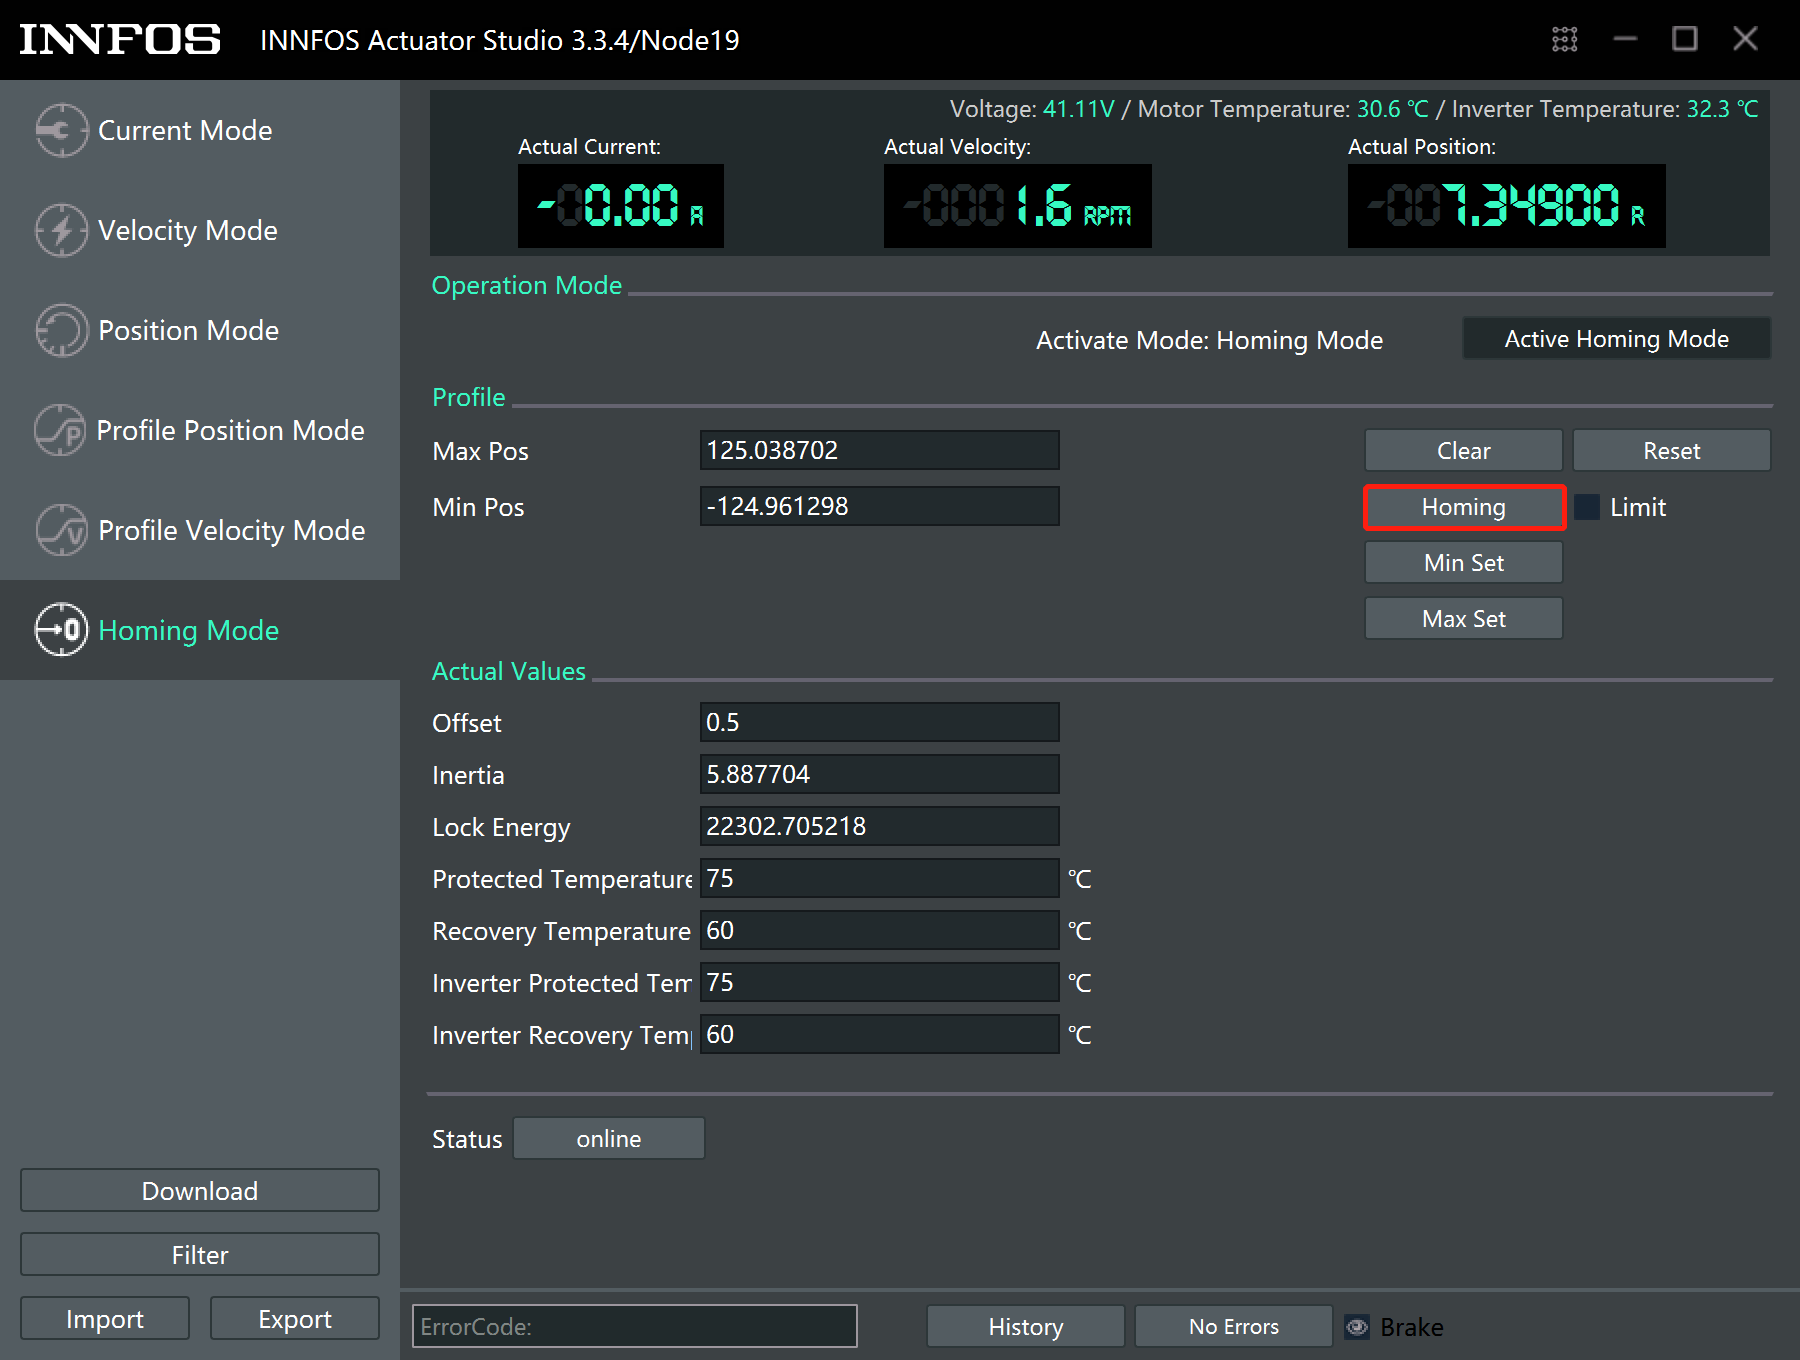 INNFOS
INNFOS Actuator Studio 3.3.4/Node19
Current Mode
Velocity Mode
Position Mode
Profile Position Mode
Profile Velocity Mode
Homing Mode
Download
Filter
Import Export
Voltage: 41.11V / Motor Temperature: 30.6 ℃ / Inverter Temperature: 32.3 ℃
Actual Current: Actual Velocity: Actual Position:
-00.00 A -0001.6 RPM -007.34900 R
Operation Mode
Activate Mode: Homing Mode Active Homing Mode
Profile
Max Pos 125.038702 Clear Reset
Min Pos -124.961298 Homing Limit
Min Set
Max Set
Actual Values
Offset 0.5
Inertia 5.887704
Lock Energy 22302.705218
Protected Temperature 75 ℃
Recovery Temperature 60 ℃
Inverter Protected Tem 75 ℃
Inverter Recovery Temp 60 ℃
Status online
ErrorCode: History No Errors Brake